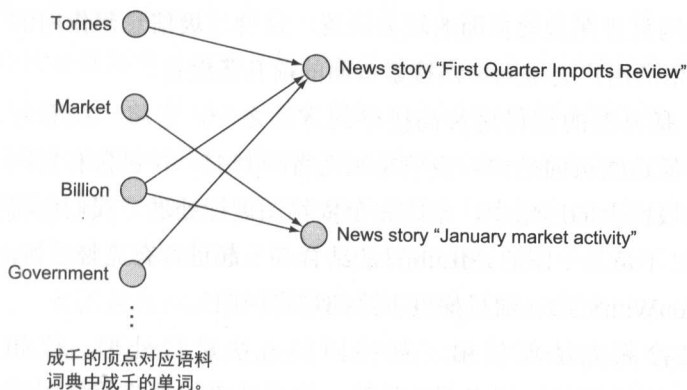 Tonnes
News story “First Quarter Imports Review”
Market
Billion
News story “January market activity”
Government
⋮
成千的顶点对应语料
词典中成千的单词。